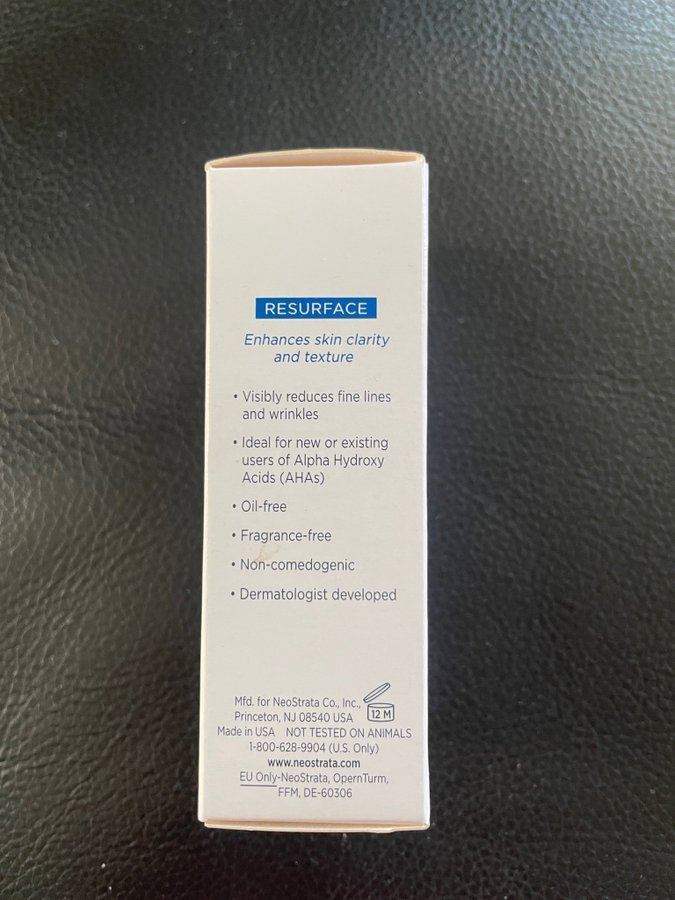 RESURFACE
Enhances skin clarity
and texture
• Visibly reduces fine lines
and wrinkles
• Ideal for new or existing
users of Alpha Hydroxy
Acids (AHAs)
• Oil-free
• Fragrance-free
• Non-comedogenic
• Dermatologist developed
Mfd. for NeoStrata Co., Inc.,
Princeton, NJ 08540 USA
12 M
Made in USA NOT TESTED ON ANIMALS
1-800-628-9904 (U.S. Only)
www.neostrata.com
EU Only-NeoStrata, OpernTurm,
FFM, DE-60306